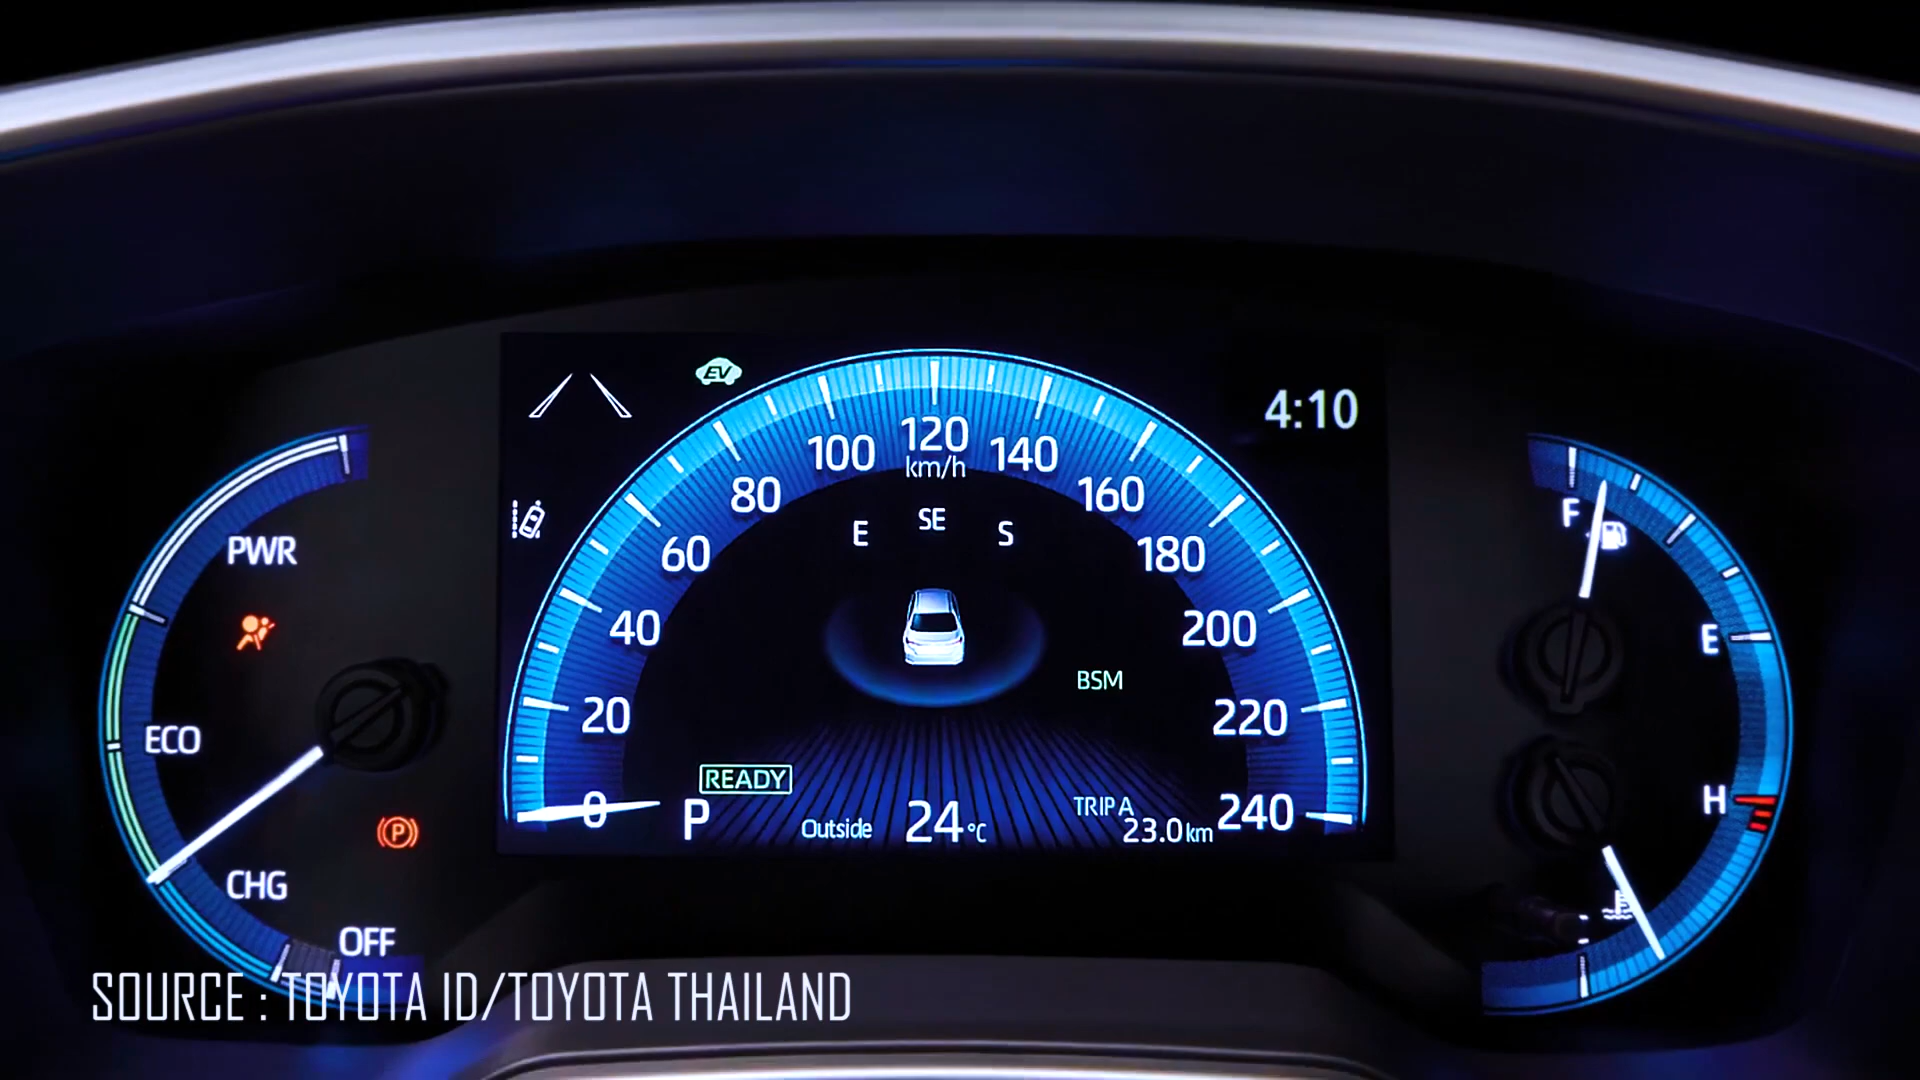 EV
4:10
120
km/h
100
140
80
160
60
180
40
200
20
220
0
240
E
SE
S
BSM
READY
P
Outside
24°C
TRIP A
23.0km
PWR
ECO
CHG
OFF
P
F
E
H
SOURCE : TOYOTA ID/TOYOTA THAILAND